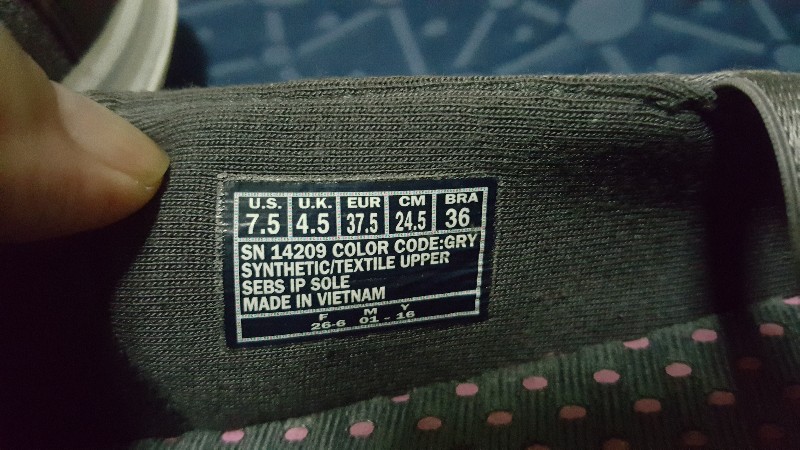 U.S. U.K. EUR CM BRA
7.5 4.5 37.5 24.5 36
SN 14209 COLOR CODE:GRY
SYNTHETIC/TEXTILE UPPER
SEBS IP SOLE
MADE IN VIETNAM
F M Y
26-6 01 - 16